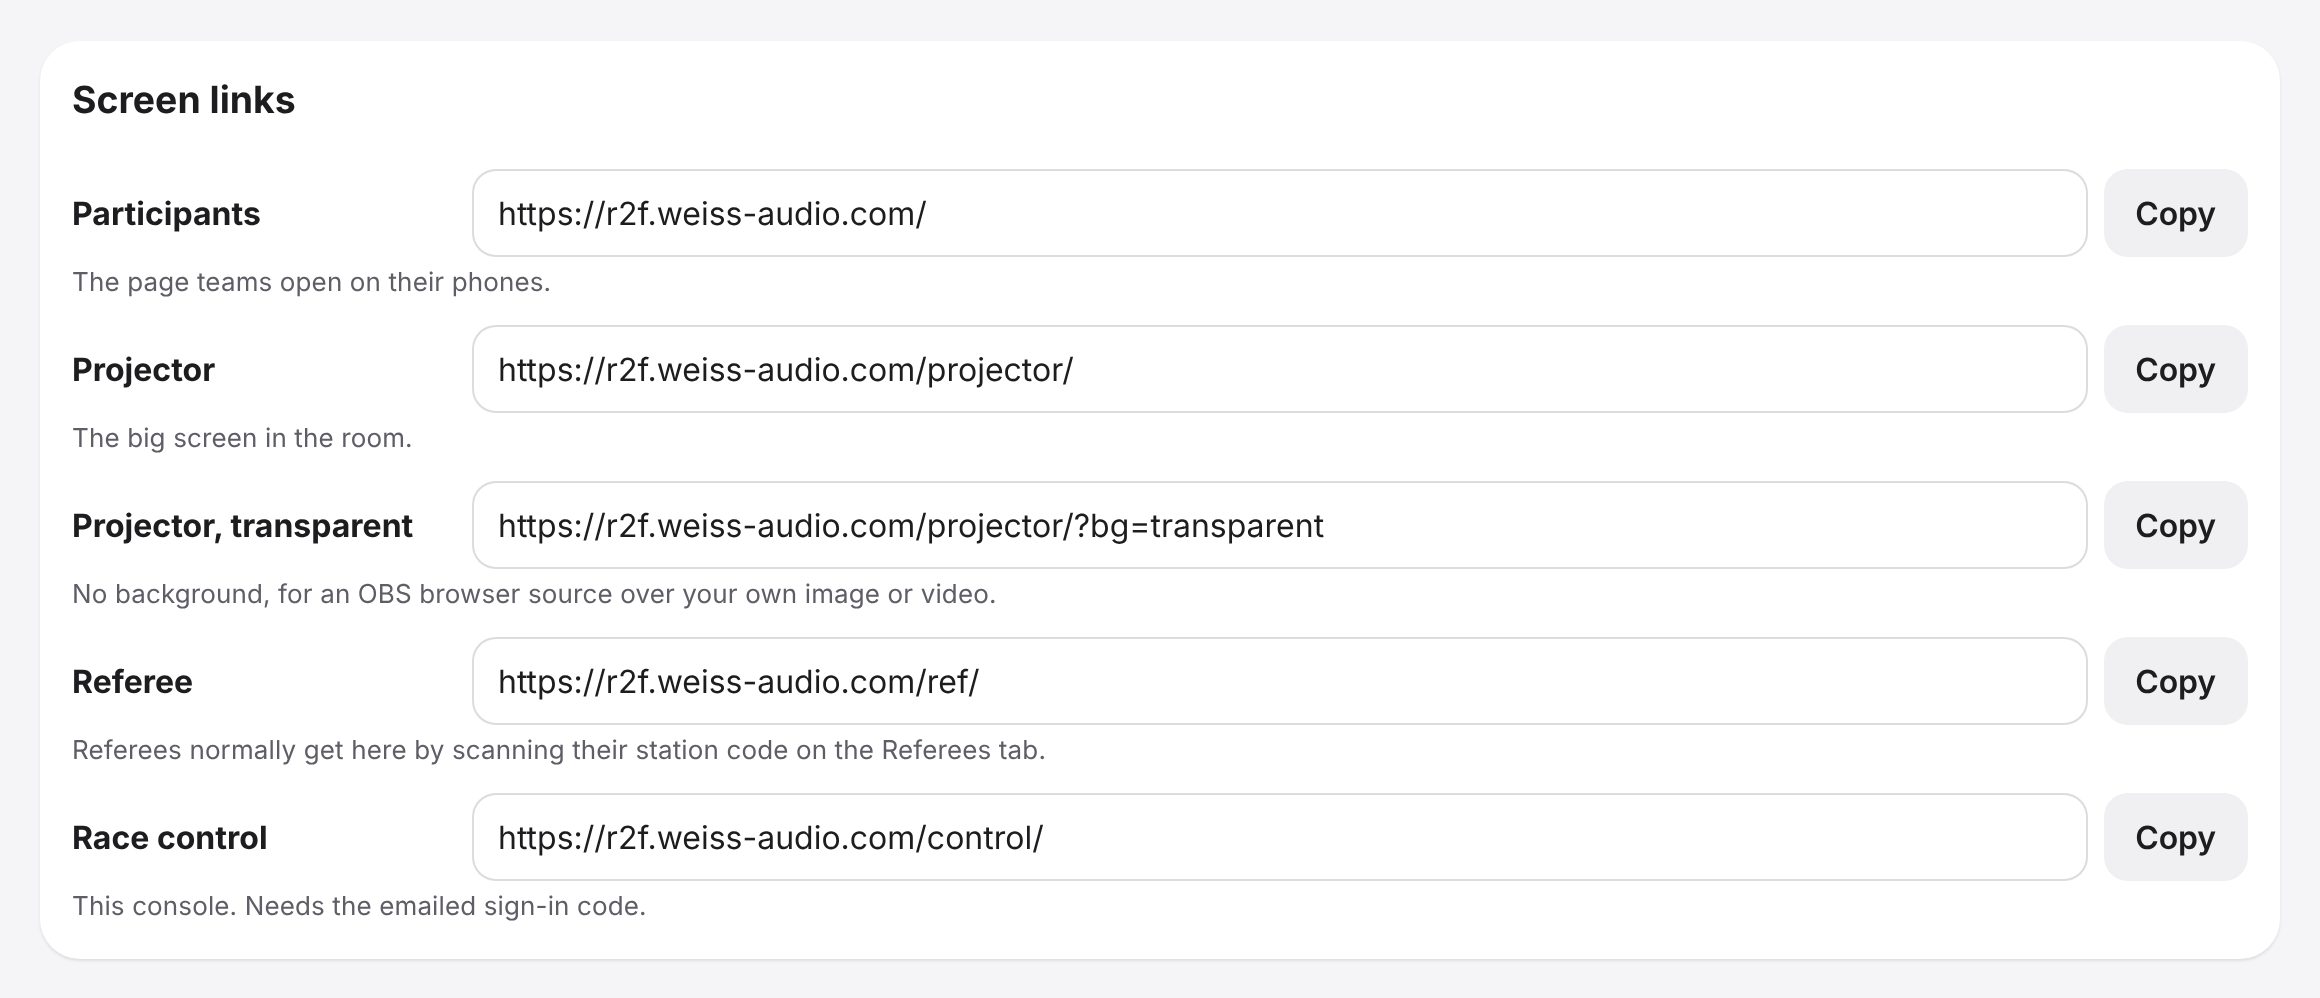 Screen links
Participants
https://r2f.weiss-audio.com/
Copy
The page teams open on their phones.
Projector
https://r2f.weiss-audio.com/projector/
Copy
The big screen in the room.
Projector, transparent
https://r2f.weiss-audio.com/projector/?bg=transparent
Copy
No background, for an OBS browser source over your own image or video.
Referee
https://r2f.weiss-audio.com/ref/
Copy
Referees normally get here by scanning their station code on the Referees tab.
Race control
https://r2f.weiss-audio.com/control/
Copy
This console. Needs the emailed sign-in code.